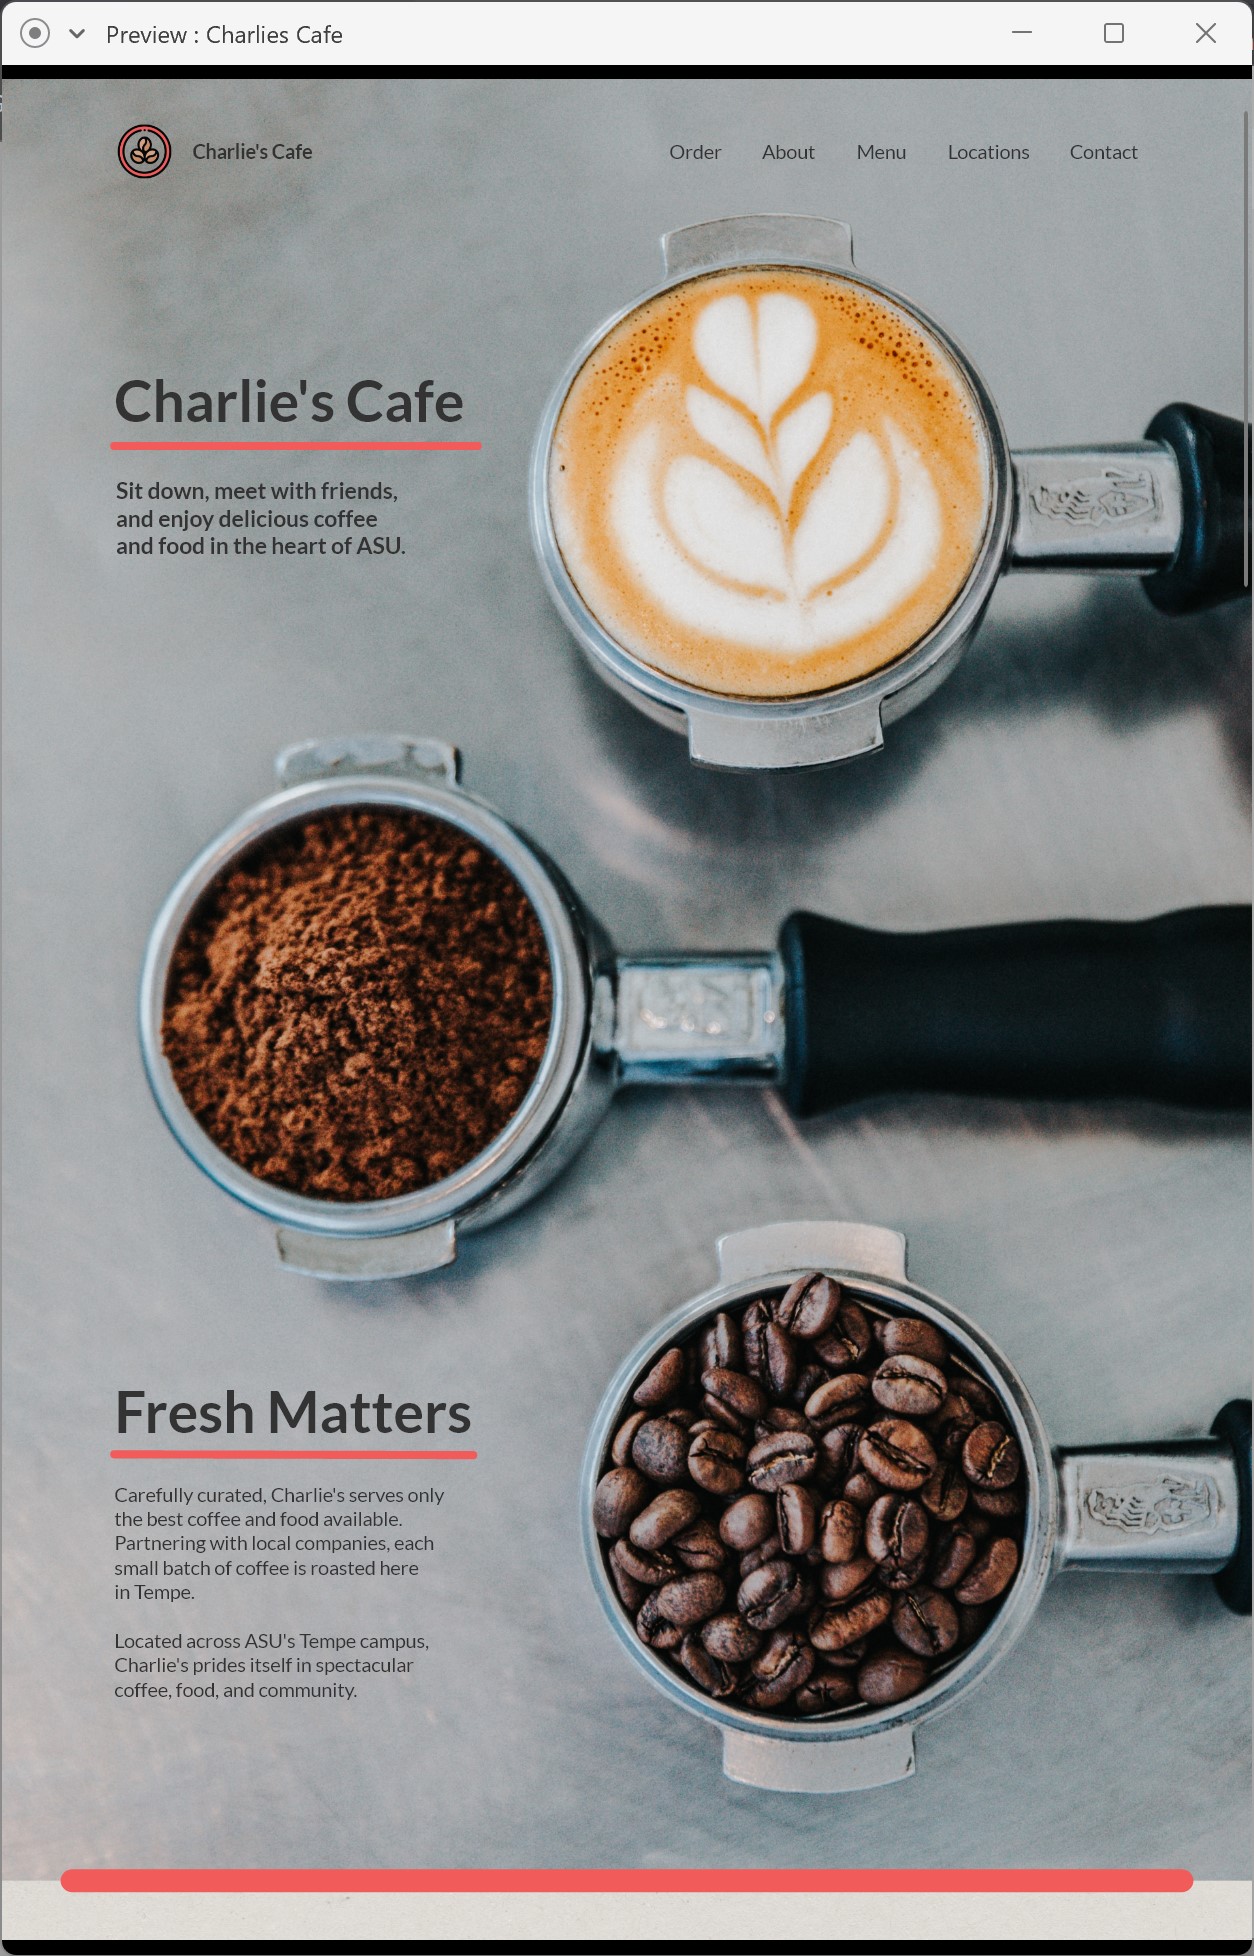 Preview : Charlies Cafe
Charlie's Cafe
Order About Menu Locations Contact
Charlie's Cafe
Sit down, meet with friends,
and enjoy delicious coffee
and food in the heart of ASU.
Fresh Matters
Carefully curated, Charlie's serves only
the best coffee and food available.
Partnering with local companies, each
small batch of coffee is roasted here
in Tempe.
Located across ASU's Tempe campus,
Charlie's prides itself in spectacular
coffee, food, and community.